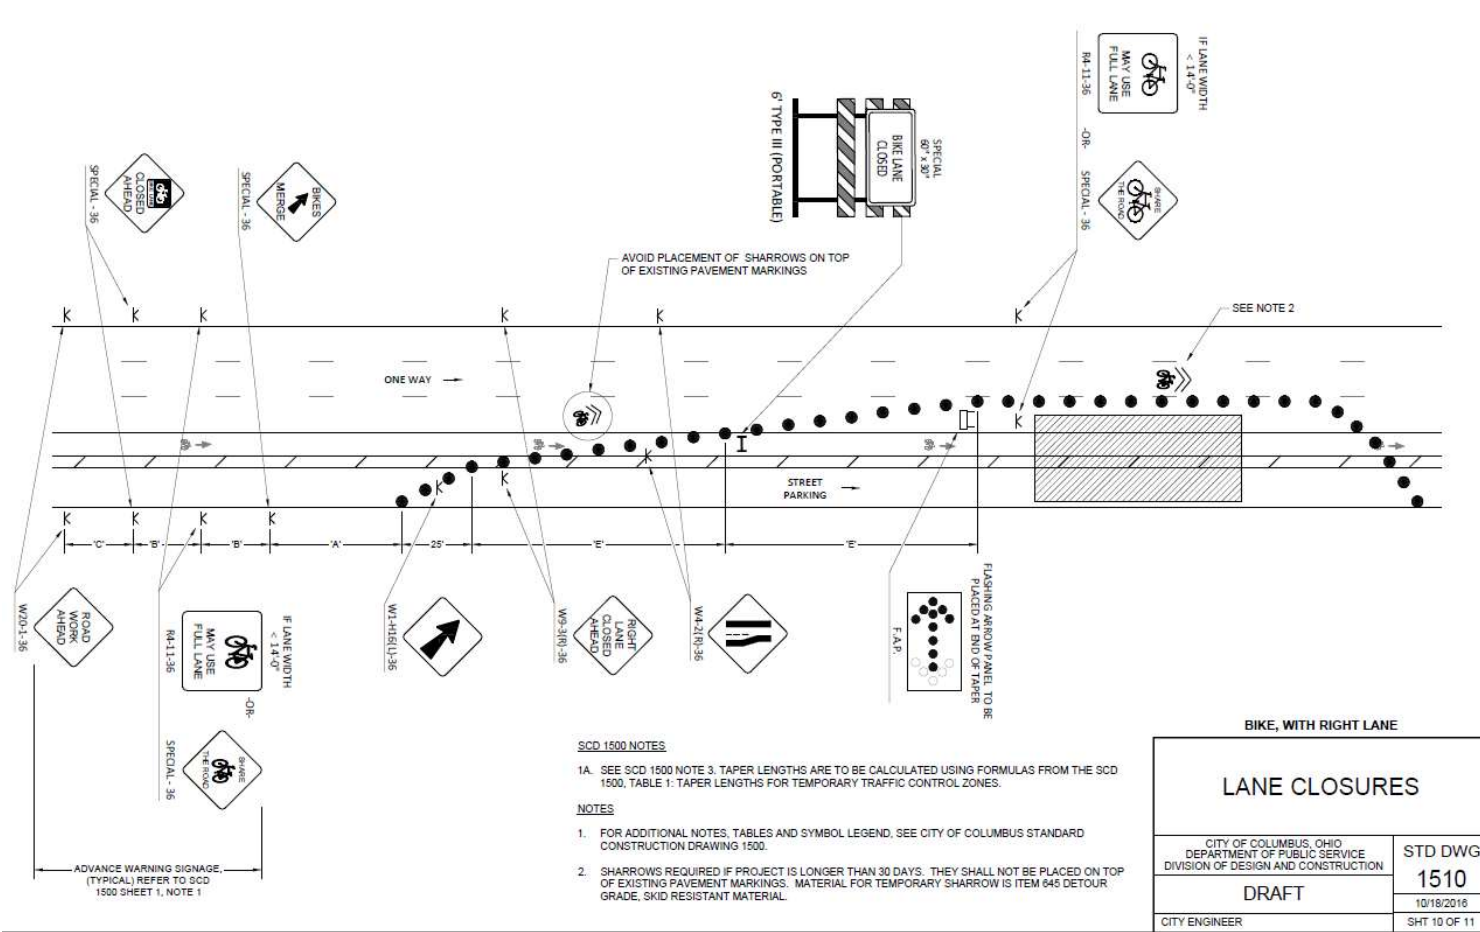 IF LANE WIDTH
< 14'-0"
MAY USE
FULL LANE
R4-11-36
-OR-
SPECIAL - 36
SHARE
THE ROAD
SPECIAL
60" x 30"
BIKE LANE
CLOSED
6' TYPE III (PORTABLE)
BIKE LANE
CLOSED
AHEAD
SPECIAL - 36
BIKES
MERGE
SPECIAL - 36
AVOID PLACEMENT OF SHARROWS ON TOP
OF EXISTING PAVEMENT MARKINGS
SEE NOTE 2
ONE WAY
STREET
PARKING
'C'
'B'
'B'
'A'
25'
'E'
'E'
ROAD
WORK
AHEAD
W20-1-36
IF LANE WIDTH
< 14'-0"
MAY USE
FULL LANE
R4-11-36
-OR-
SHARE
THE ROAD
SPECIAL - 36
W1-H16(L)-36
RIGHT
LANE
CLOSED
AHEAD
W9-3(R)-36
W4-2(R)-36
FLASHING ARROW PANEL TO BE
PLACED AT END OF TAPER
F.A.P.
ADVANCE WARNING SIGNAGE,
(TYPICAL) REFER TO SCD
1500 SHEET 1, NOTE 1
SCD 1500 NOTES
1A. SEE SCD 1500 NOTE 3. TAPER LENGTHS ARE TO BE CALCULATED USING FORMULAS FROM THE SCD
1500, TABLE 1: TAPER LENGTHS FOR TEMPORARY TRAFFIC CONTROL ZONES.
NOTES
1. FOR ADDITIONAL NOTES, TABLES AND SYMBOL LEGEND, SEE CITY OF COLUMBUS STANDARD
CONSTRUCTION DRAWING 1500.
2. SHARROWS REQUIRED IF PROJECT IS LONGER THAN 30 DAYS. THEY SHALL NOT BE PLACED ON TOP
OF EXISTING PAVEMENT MARKINGS. MATERIAL FOR TEMPORARY SHARROW IS ITEM 645 DETOUR
GRADE, SKID RESISTANT MATERIAL.
BIKE, WITH RIGHT LANE
LANE CLOSURES
CITY OF COLUMBUS, OHIO
DEPARTMENT OF PUBLIC SERVICE
DIVISION OF DESIGN AND CONSTRUCTION
DRAFT
CITY ENGINEER
STD DWG
1510
10/18/2016
SHT 10 OF 11